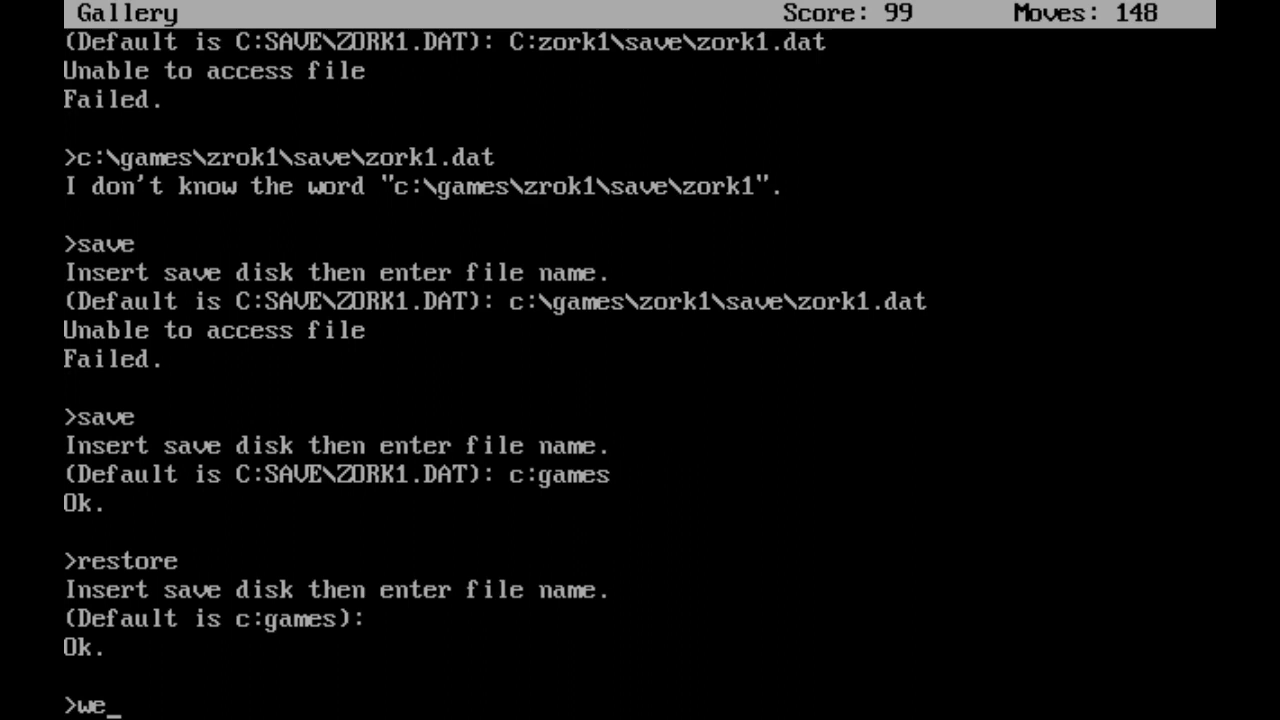 Gallery Score: 99 Moves: 148
(Default is C:SAVE\ZORK1.DAT): C:zork1\save\zork1.dat
Unable to access file
Failed.
>c:\games\zrok1\save\zork1.dat
I don't know the word "c:\games\zrok1\save\zork1".
>save
Insert save disk then enter file name.
(Default is C:SAVE\ZORK1.DAT): c:\games\zork1\save\zork1.dat
Unable to access file
Failed.
>save
Insert save disk then enter file name.
(Default is C:SAVE\ZORK1.DAT): c:games
Ok.
>restore
Insert save disk then enter file name.
(Default is c:games):
Ok.
>we_